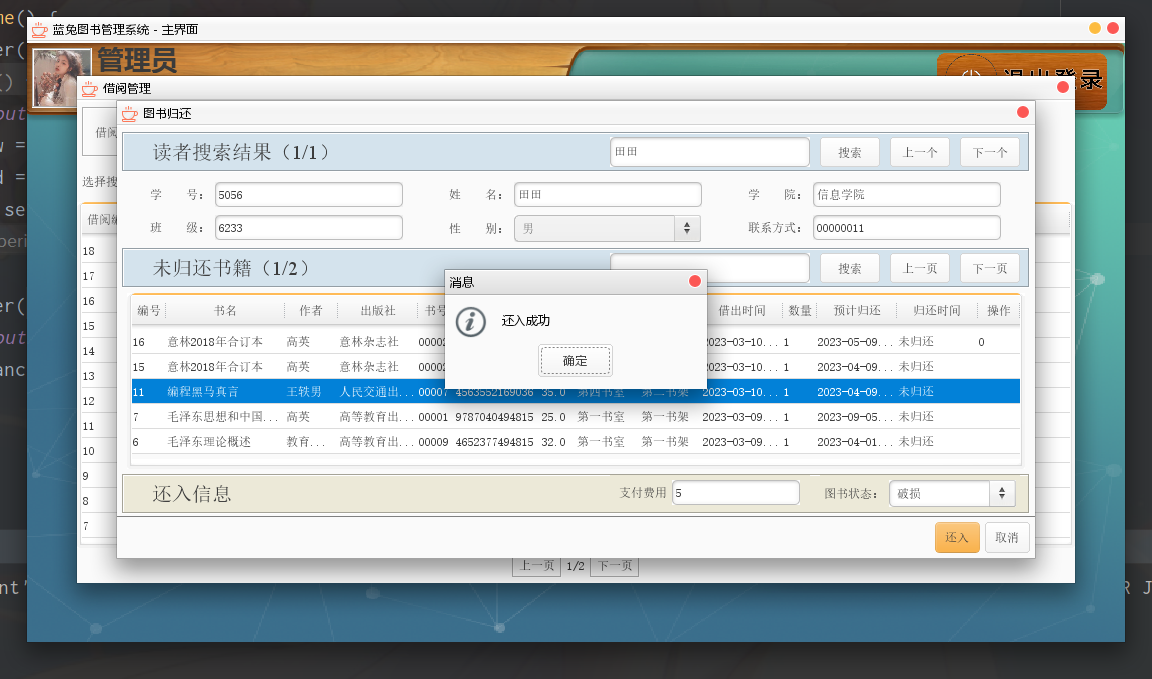 me() {
蓝兔图书管理系统 - 主界面
er(
管理员
退出登录
()
借阅管理
out
图书归还
借阅
w =
读者搜索结果（1/1）
田田
搜索
上一个
下一个
d =
选择搜
学 号：
5056
姓 名：
田田
学 院：
信息学院
se
借阅编
班 级：
6233
性 别：
男
联系方式：
00000011
peri
18
未归还书籍（1/2）
搜索
上一页
下一页
17
消息
16
编号 书名 作者 出版社 书号 借出时间 数量 预计归还 归还时间 操作
er(
还入成功
15
out
16 意林2018年合订本 高英 意林杂志社 00002 2023-03-10... 1 2023-05-09... 未归还 0
14
确定
anc
15 意林2018年合订本 高英 意林杂志社 00002 2023-03-10... 1 2023-04-09... 未归还
13
11 编程黑马真言 王轶男 人民交通出... 00007 4563552169036 35.0 第四书室 第二书架 2023-03-10... 1 2023-04-09... 未归还
12
7 毛泽东思想和中国... 高等教育出... 00001 9787040494815 25.0 第一书室 第一书架 2023-03-09... 1 2023-09-05... 未归还
11
6 毛泽东理论概述 教育... 高等教育出... 00009 4652377494815 32.0 第一书室 第一书架 2023-03-09... 1 2023-04-01... 未归还
10
9
还入信息
支付费用
5
图书状态：
破损
8
7
还入
取消
上一页
1/2
下一页
nt'
R J